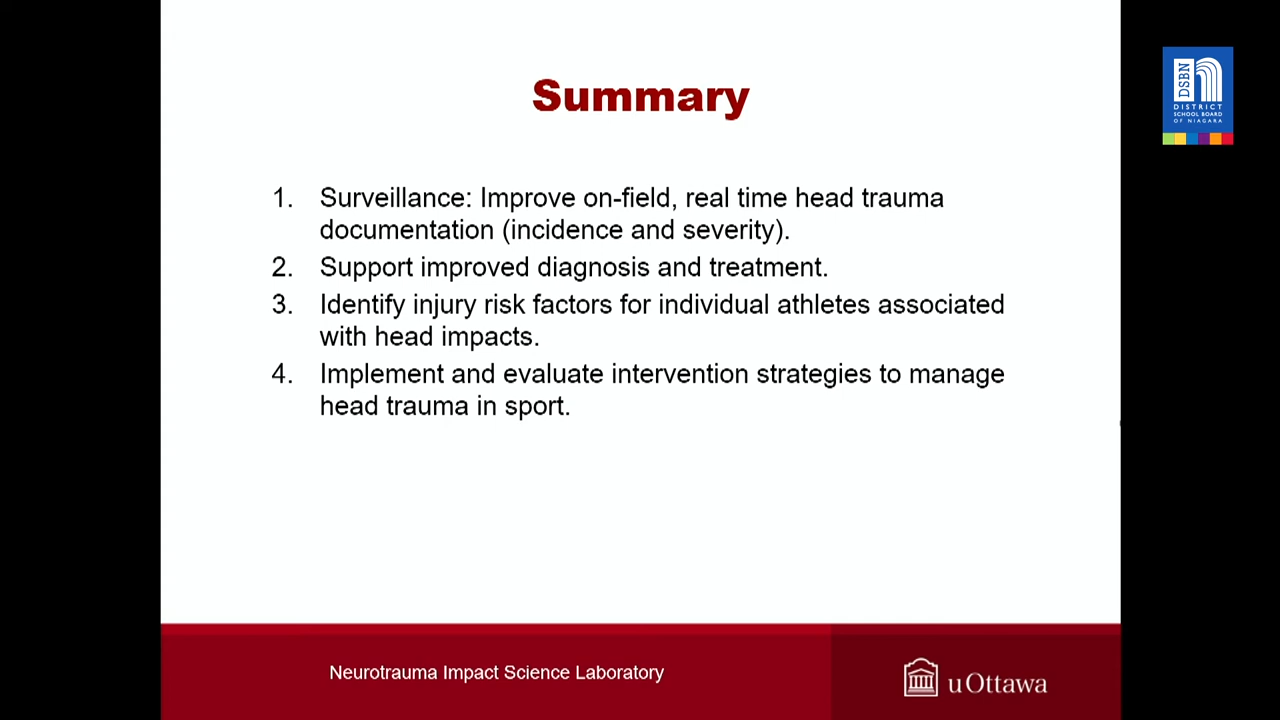 Summary
1. Surveillance: Improve on-field, real time head trauma
documentation (incidence and severity).
2. Support improved diagnosis and treatment.
3. Identify injury risk factors for individual athletes associated
with head impacts.
4. Implement and evaluate intervention strategies to manage
head trauma in sport.
Neurotrauma Impact Science Laboratory
uOttawa
DSBN
DISTRICT
SCHOOL BOARD
OF NIAGARA